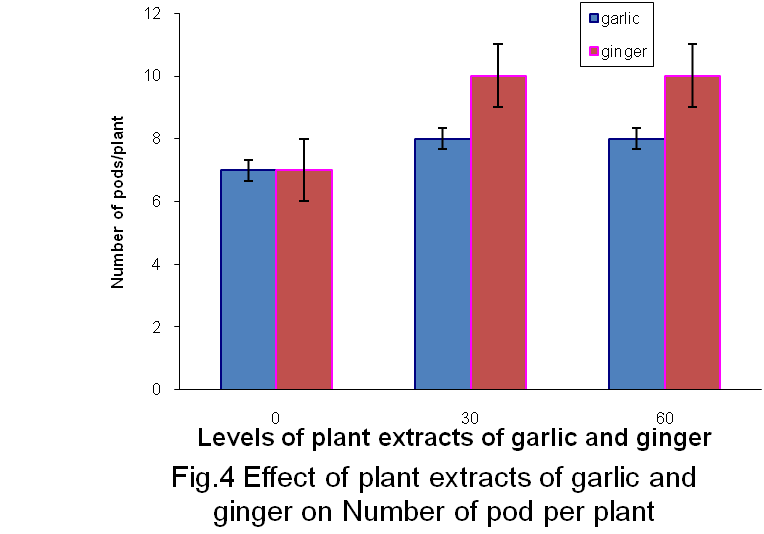 12
garlic
ginger
10
8
6
4
2
0
Number of pods/plant
0 30 60
Levels of plant extracts of garlic and ginger
Fig.4 Effect of plant extracts of garlic and
ginger on Number of pod per plant